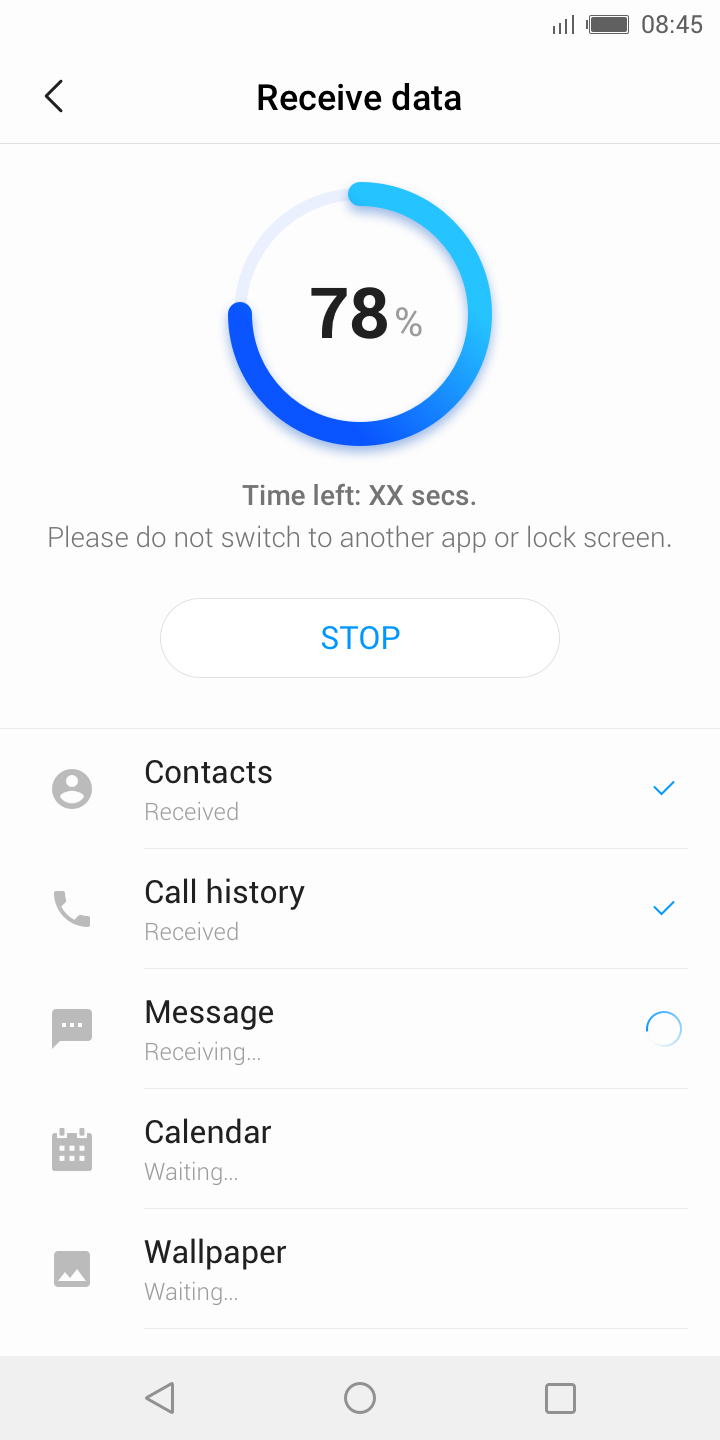 08:45
Receive data
78%
Time left: XX secs.
Please do not switch to another app or lock screen.
STOP
Contacts
Received
Call history
Received
Message
Receiving...
Calendar
Waiting...
Wallpaper
Waiting...